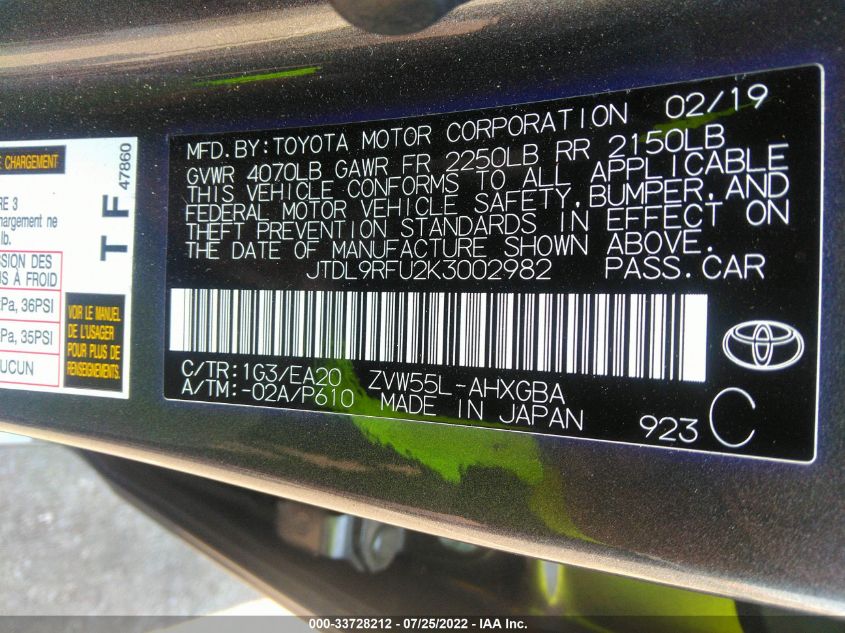 E CHARGEMENT
RE 3
hargement ne
lb.
SSION DES
US À FROID
Pa, 36PSI
Pa, 35PSI
UCUN
VOIR LE MANUEL
DE L'USAGER
POUR PLUS DE
RENSEIGNEMENTS
TF
47860
02/19
MFD.BY:TOYOTA MOTOR CORPORATION
GVWR 4070LB GAWR FR 2250LB RR 2150LB
THIS VEHICLE CONFORMS TO ALL APPLICABLE
FEDERAL MOTOR VEHICLE SAFETY,BUMPER,AND
THEFT PREVENTION STANDARDS IN EFFECT ON
THE DATE OF MANUFACTURE SHOWN ABOVE.
JTDL9RFU2K3002982 PASS.CAR
C/TR:1G3/EA20 ZVW55L-AHXGBA
A/TM:-02A/P610 MADE IN JAPAN
923 C
000-33728212 - 07/25/2022 - IAA Inc.